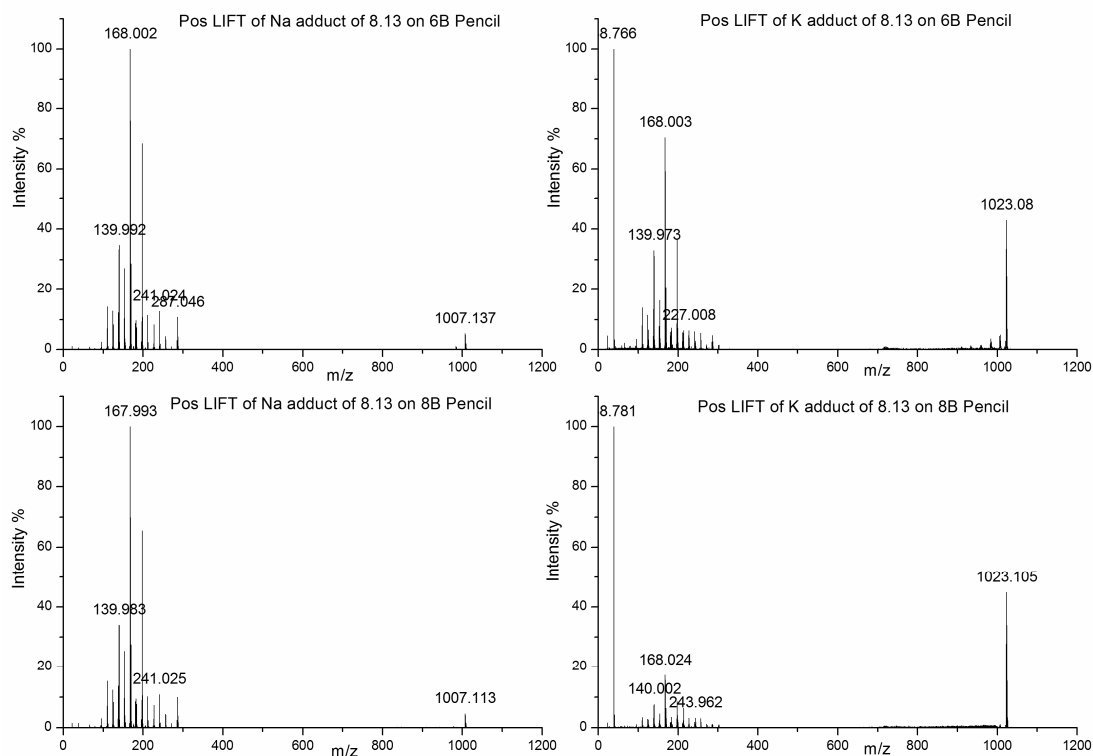 Pos LIFT of Na adduct of 8.13 on 6B Pencil
168.002
139.992
241.024
287.046
1007.137
Intensity %
100
80
60
40
20
0
0 200 400 600 800 1000 1200
m/z
Pos LIFT of K adduct of 8.13 on 6B Pencil
8.766
168.003
1023.08
139.973
227.008
Intensity %
100
80
60
40
20
0
0 200 400 600 800 1000 1200
m/z
Pos LIFT of Na adduct of 8.13 on 8B Pencil
167.993
139.983
241.025
1007.113
Intensity %
100
80
60
40
20
0
0 200 400 600 800 1000 1200
m/z
Pos LIFT of K adduct of 8.13 on 8B Pencil
8.781
1023.105
168.024
140.002
243.962
Intensity %
100
80
60
40
20
0
0 200 400 600 800 1000 1200
m/z